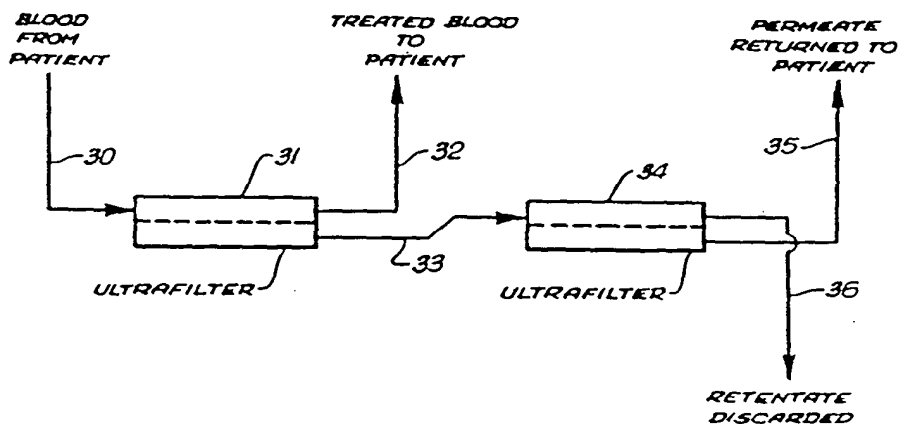 BLOOD
FROM
PATIENT
TREATED BLOOD
TO
PATIENT
PERMEATE
RETURNED TO
PATIENT
30
31
32
33
34
35
36
ULTRAFILTER
ULTRAFILTER
RETENTATE
DISCARDED